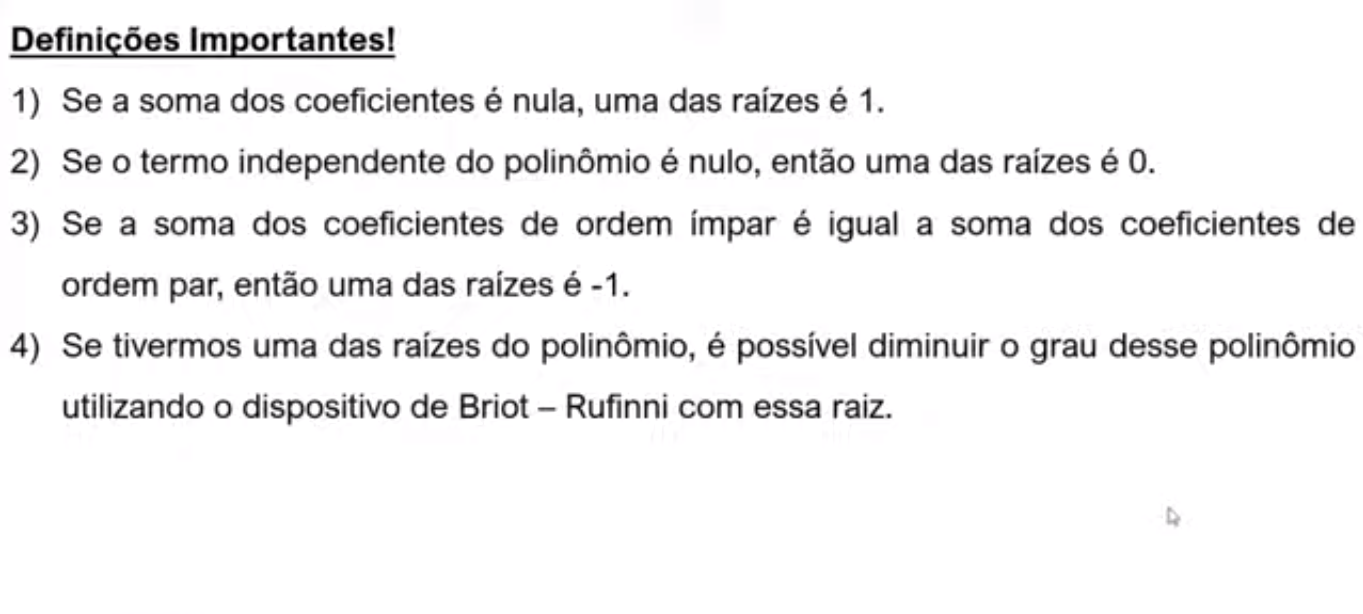 Definições Importantes!
1) Se a soma dos coeficientes é nula, uma das raízes é 1.
2) Se o termo independente do polinômio é nulo, então uma das raízes é 0.
3) Se a soma dos coeficientes de ordem ímpar é igual a soma dos coeficientes de
ordem par, então uma das raízes é -1.
4) Se tivermos uma das raízes do polinômio, é possível diminuir o grau desse polinômio
utilizando o dispositivo de Briot – Rufinni com essa raiz.